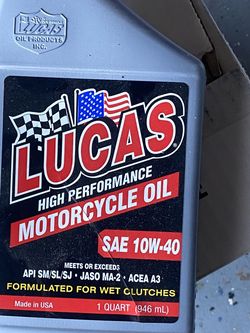 LUCAS
OIL PRODUCTS
INC.
LUCAS
HIGH PERFORMANCE
MOTORCYCLE OIL
SAE 10W-40
MEETS OR EXCEEDS
API SM/SL/SJ · JASO MA-2 · ACEA A3
FORMULATED FOR WET CLUTCHES
Made in USA
1 QUART (946 mL)